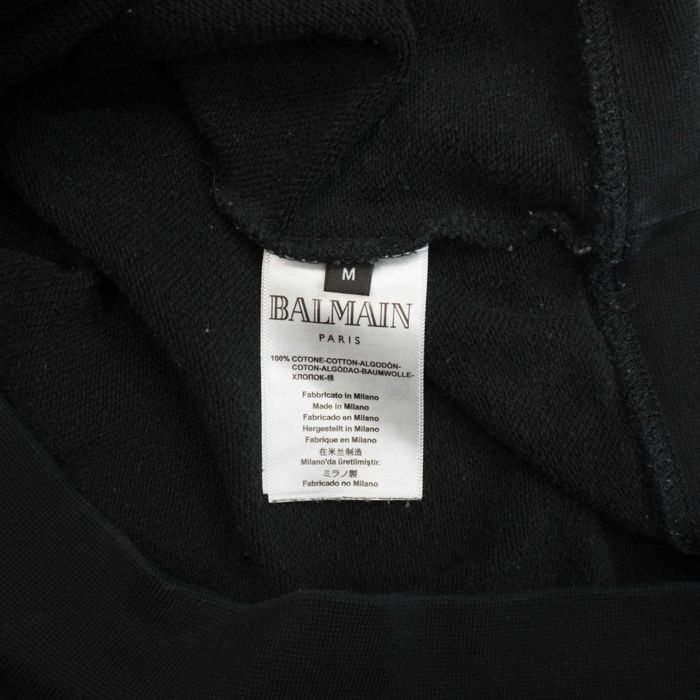 M
BALMAIN
PARIS
100% COTONE-COTTON-ALGODÓN-
COTON-ALGÕDAO-BAUMWOLLE-
ХЛОПОК-棉
Fabbricato in Milano
Made in Milano
Fabricado en Milano
Hergestellt in Milano
Fabrique en Milano
在米兰制造
Milano'da üretilmiştir.
ミラノ製
Fabricado no Milano